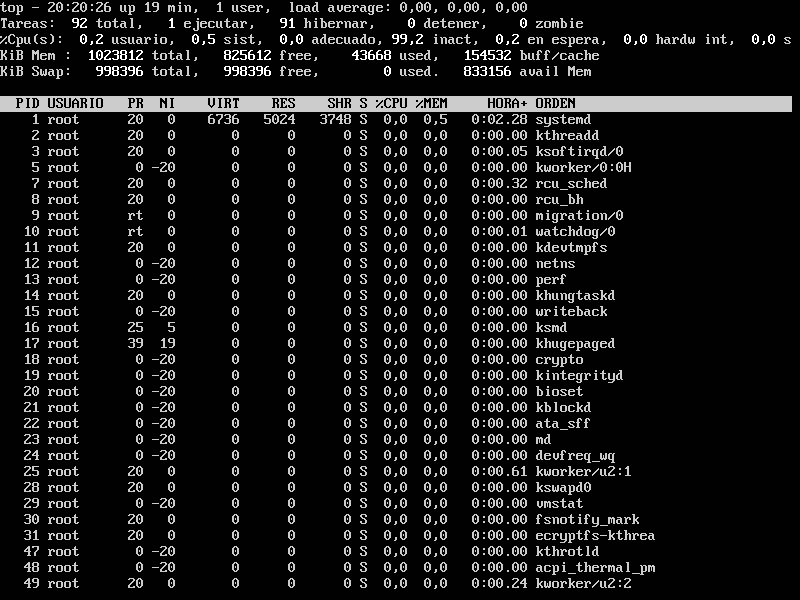 top - 20:20:26 up 19 min,  1 user,  load average: 0,00, 0,00, 0,00
Tareas:  92 total,   1 ejecutar,  91 hibernar,   0 detener,   0 zombie
%Cpu(s):  0,2 usuario,  0,5 sist,  0,0 adecuado, 99,2 inact,  0,2 en espera,  0,0 hardw int,  0,0 s
KiB Mem :  1023812 total,   825612 free,    43668 used,   154532 buff/cache
KiB Swap:   998396 total,   998396 free,        0 used.   833156 avail Mem
PID USUARIO   PR  NI    VIRT    RES    SHR S %CPU %MEM     HORA+ ORDEN
1 root      20   0    6736   5024   3748 S  0,0  0,5   0:02.28 systemd
2 root      20   0       0      0      0 S  0,0  0,0   0:00.00 kthreadd
3 root      20   0       0      0      0 S  0,0  0,0   0:00.05 ksoftirqd/0
5 root       0 -20       0      0      0 S  0,0  0,0   0:00.00 kworker/0:0H
7 root      20   0       0      0      0 S  0,0  0,0   0:00.32 rcu_sched
8 root      20   0       0      0      0 S  0,0  0,0   0:00.00 rcu_bh
9 root      rt   0       0      0      0 S  0,0  0,0   0:00.00 migration/0
10 root      rt   0       0      0      0 S  0,0  0,0   0:00.01 watchdog/0
11 root      20   0       0      0      0 S  0,0  0,0   0:00.00 kdevtmpfs
12 root       0 -20       0      0      0 S  0,0  0,0   0:00.00 netns
13 root       0 -20       0      0      0 S  0,0  0,0   0:00.00 perf
14 root      20   0       0      0      0 S  0,0  0,0   0:00.00 khungtaskd
15 root       0 -20       0      0      0 S  0,0  0,0   0:00.00 writeback
16 root      25   5       0      0      0 S  0,0  0,0   0:00.00 ksmd
17 root      39  19       0      0      0 S  0,0  0,0   0:00.00 khugepaged
18 root       0 -20       0      0      0 S  0,0  0,0   0:00.00 crypto
19 root       0 -20       0      0      0 S  0,0  0,0   0:00.00 kintegrityd
20 root       0 -20       0      0      0 S  0,0  0,0   0:00.00 bioset
21 root       0 -20       0      0      0 S  0,0  0,0   0:00.00 kblockd
22 root       0 -20       0      0      0 S  0,0  0,0   0:00.00 ata_sff
23 root       0 -20       0      0      0 S  0,0  0,0   0:00.00 md
24 root       0 -20       0      0      0 S  0,0  0,0   0:00.00 devfreq_wq
25 root      20   0       0      0      0 S  0,0  0,0   0:00.61 kworker/u2:1
28 root      20   0       0      0      0 S  0,0  0,0   0:00.00 kswapd0
29 root       0 -20       0      0      0 S  0,0  0,0   0:00.00 vmstat
30 root      20   0       0      0      0 S  0,0  0,0   0:00.00 fsnotify_mark
31 root      20   0       0      0      0 S  0,0  0,0   0:00.00 ecryptfs-kthrea
47 root       0 -20       0      0      0 S  0,0  0,0   0:00.00 kthrotld
48 root       0 -20       0      0      0 S  0,0  0,0   0:00.00 acpi_thermal_pm
49 root      20   0       0      0      0 S  0,0  0,0   0:00.24 kworker/u2:2